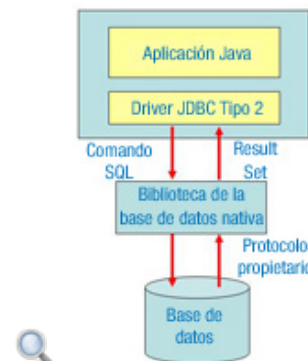 Aplicación Java
Driver JDBC Tipo 2
Comando
SQL
Result
Set
Biblioteca de la
base de datos nativa
Protocolo
propietario
Base de
datos